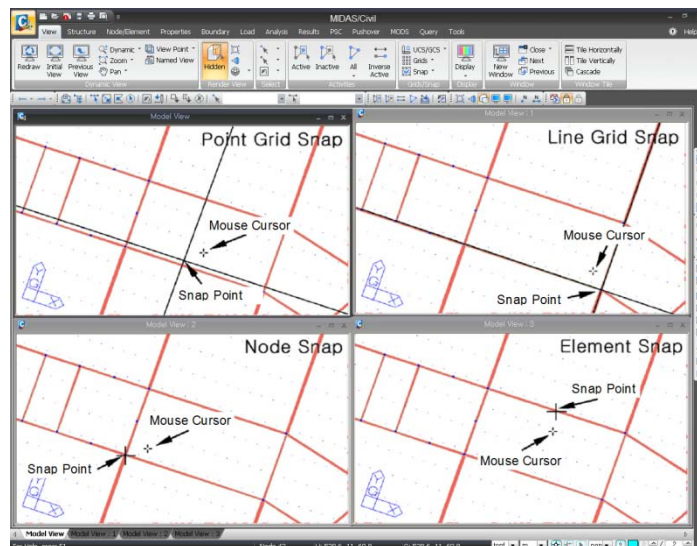 MIDAS/Civil
View Structure Node/Element Properties Boundary Load Analysis Results PSC Pushover MODS Query Tools Help
Redraw Initial View Previous View Dynamic Zoom Pan View Point Named View Hidden Active Inactive All Inverse Active UCS/GCS Grids Snap Display New Window Close Next Previous Tile Horizontally Tile Vertically Cascade
Dynamic View Render View Select Activities Grids/Snap Display Window Window Tile
Model View
Model View : 1
Point Grid Snap
Line Grid Snap
Mouse Cursor
Mouse Cursor
Snap Point
Snap Point
Model View : 2
Model View : 3
Node Snap
Element Snap
Snap Point
Mouse Cursor
Snap Point
Mouse Cursor
Model View Model View : 1 Model View : 2 Model View : 3